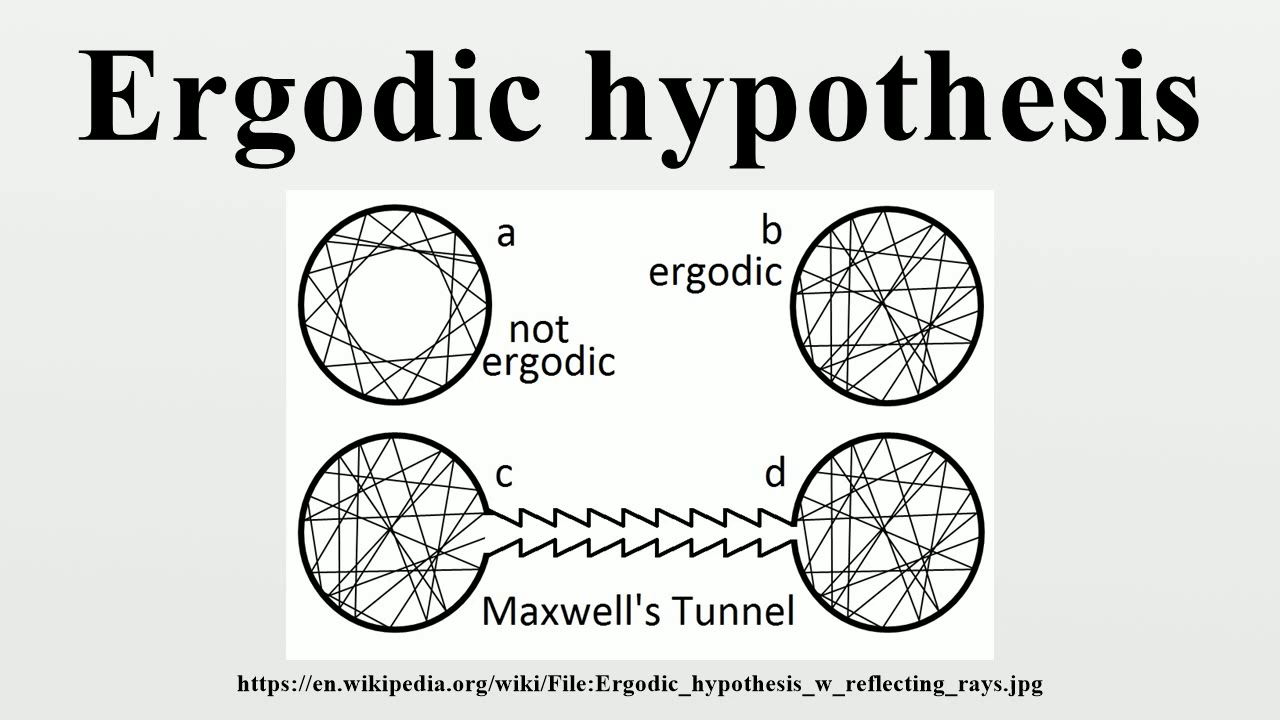 Ergodic hypothesis
a
b
ergodic
not
ergodic
c
d
Maxwell's Tunnel
https://en.wikipedia.org/wiki/File:Ergodic_hypothesis_w_reflecting_rays.jpg